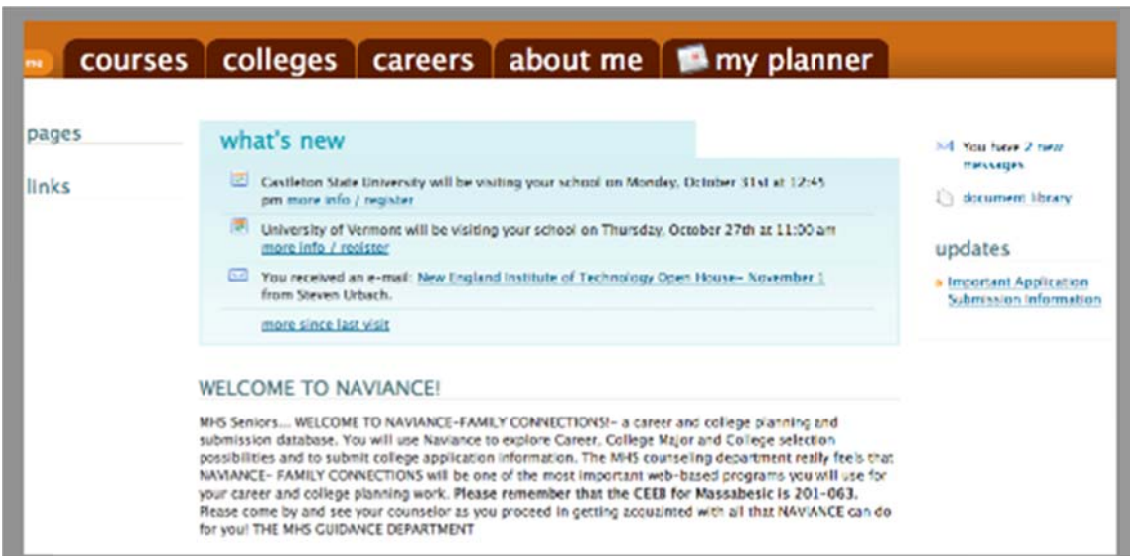 me courses colleges careers about me my planner
pages
links
what's new
Castleton State University will be visiting your school on Monday, October 31st at 12:45
pm more info / register
University of Vermont will be visiting your school on Thursday, October 27th at 11:00 am
more info / register
You received an e-mail: New England Institute of Technology Open House- November 1
from Steven Urbach.
more since last visit
You have 2 new
messages
document library
updates
Important Application
Submission Information
WELCOME TO NAVIANCE!
MHS Seniors.... WELCOME TO NAVIANCE-FAMILY CONNECTIONS!- a career and college planning and
submission database. You will use Naviance to explore Career, College Major and College selection
possibilities and to submit college application information. The MHS counseling department really feels that
NAVIANCE- FAMILY CONNECTIONS will be one of the most important web-based programs you will use for
your career and college planning work. Please remember that the CEEB for Massabesic is 201-063.
Please come by and see your counselor as you proceed in getting acquainted with all that NAVIANCE can do
for you! THE MHS GUIDANCE DEPARTMENT